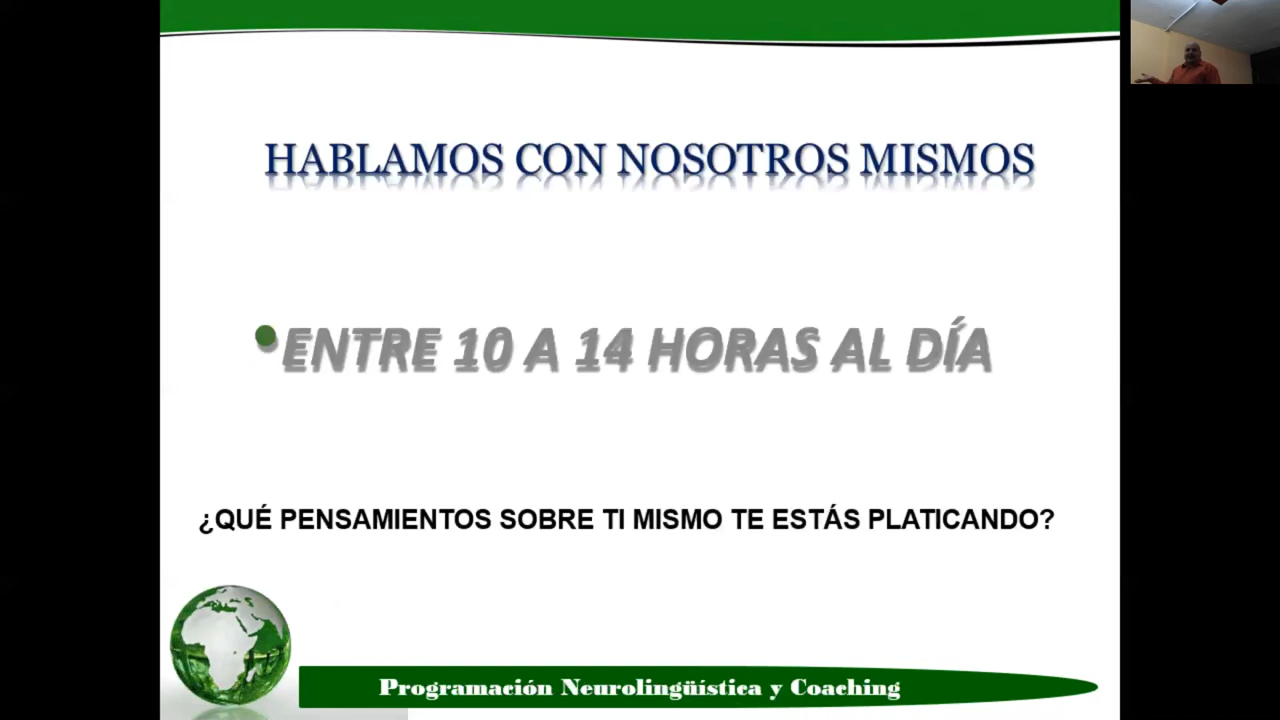 HABLAMOS CON NOSOTROS MISMOS
•ENTRE 10 A 14 HORAS AL DÍA
¿QUÉ PENSAMIENTOS SOBRE TI MISMO TE ESTÁS PLATICANDO?
Programación Neurolingüística y Coaching